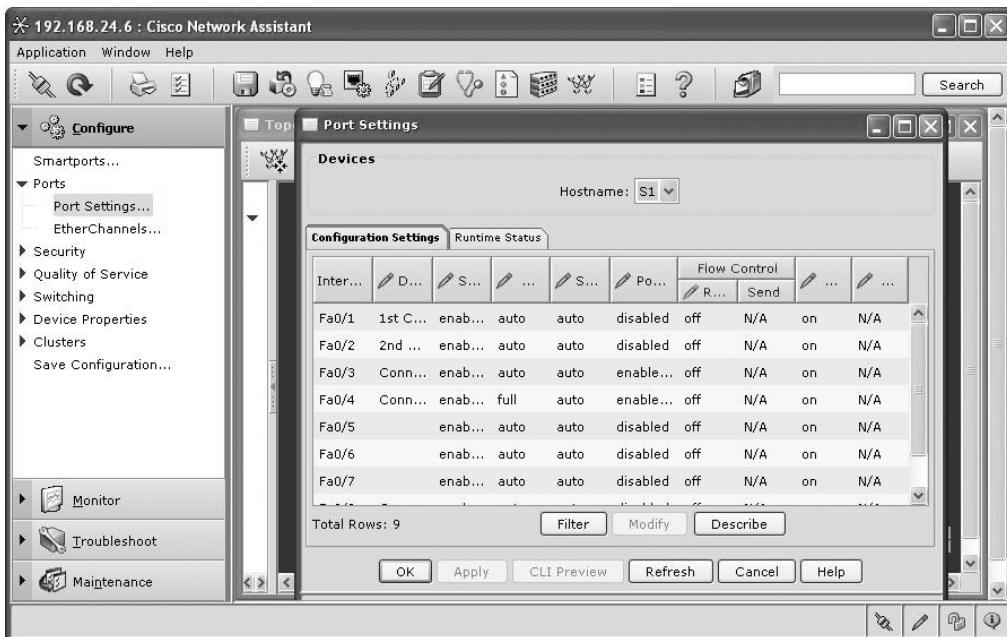 192.168.24.6 : Cisco Network Assistant
Application Window Help
Search
Configure
Smartports...
Ports
Port Settings...
EtherChannels...
Security
Quality of Service
Switching
Device Properties
Clusters
Save Configuration...
Monitor
Troubleshoot
Maintenance
Top
Port Settings
Devices
Hostname: S1
Configuration Settings Runtime Status
Flow Control
Inter... D... S... ... S... Po... R... Send ... ...
Fa0/1 1st C... enab... auto auto disabled off N/A on N/A
Fa0/2 2nd ... enab... auto auto disabled off N/A on N/A
Fa0/3 Conn... enab... auto auto enable... off N/A on N/A
Fa0/4 Conn... enab... full auto enable... off N/A on N/A
Fa0/5 enab... auto auto disabled off N/A on N/A
Fa0/6 enab... auto auto disabled off N/A on N/A
Fa0/7 enab... auto auto disabled off N/A on N/A
Total Rows: 9 Filter Modify Describe
OK Apply CLI Preview Refresh Cancel Help